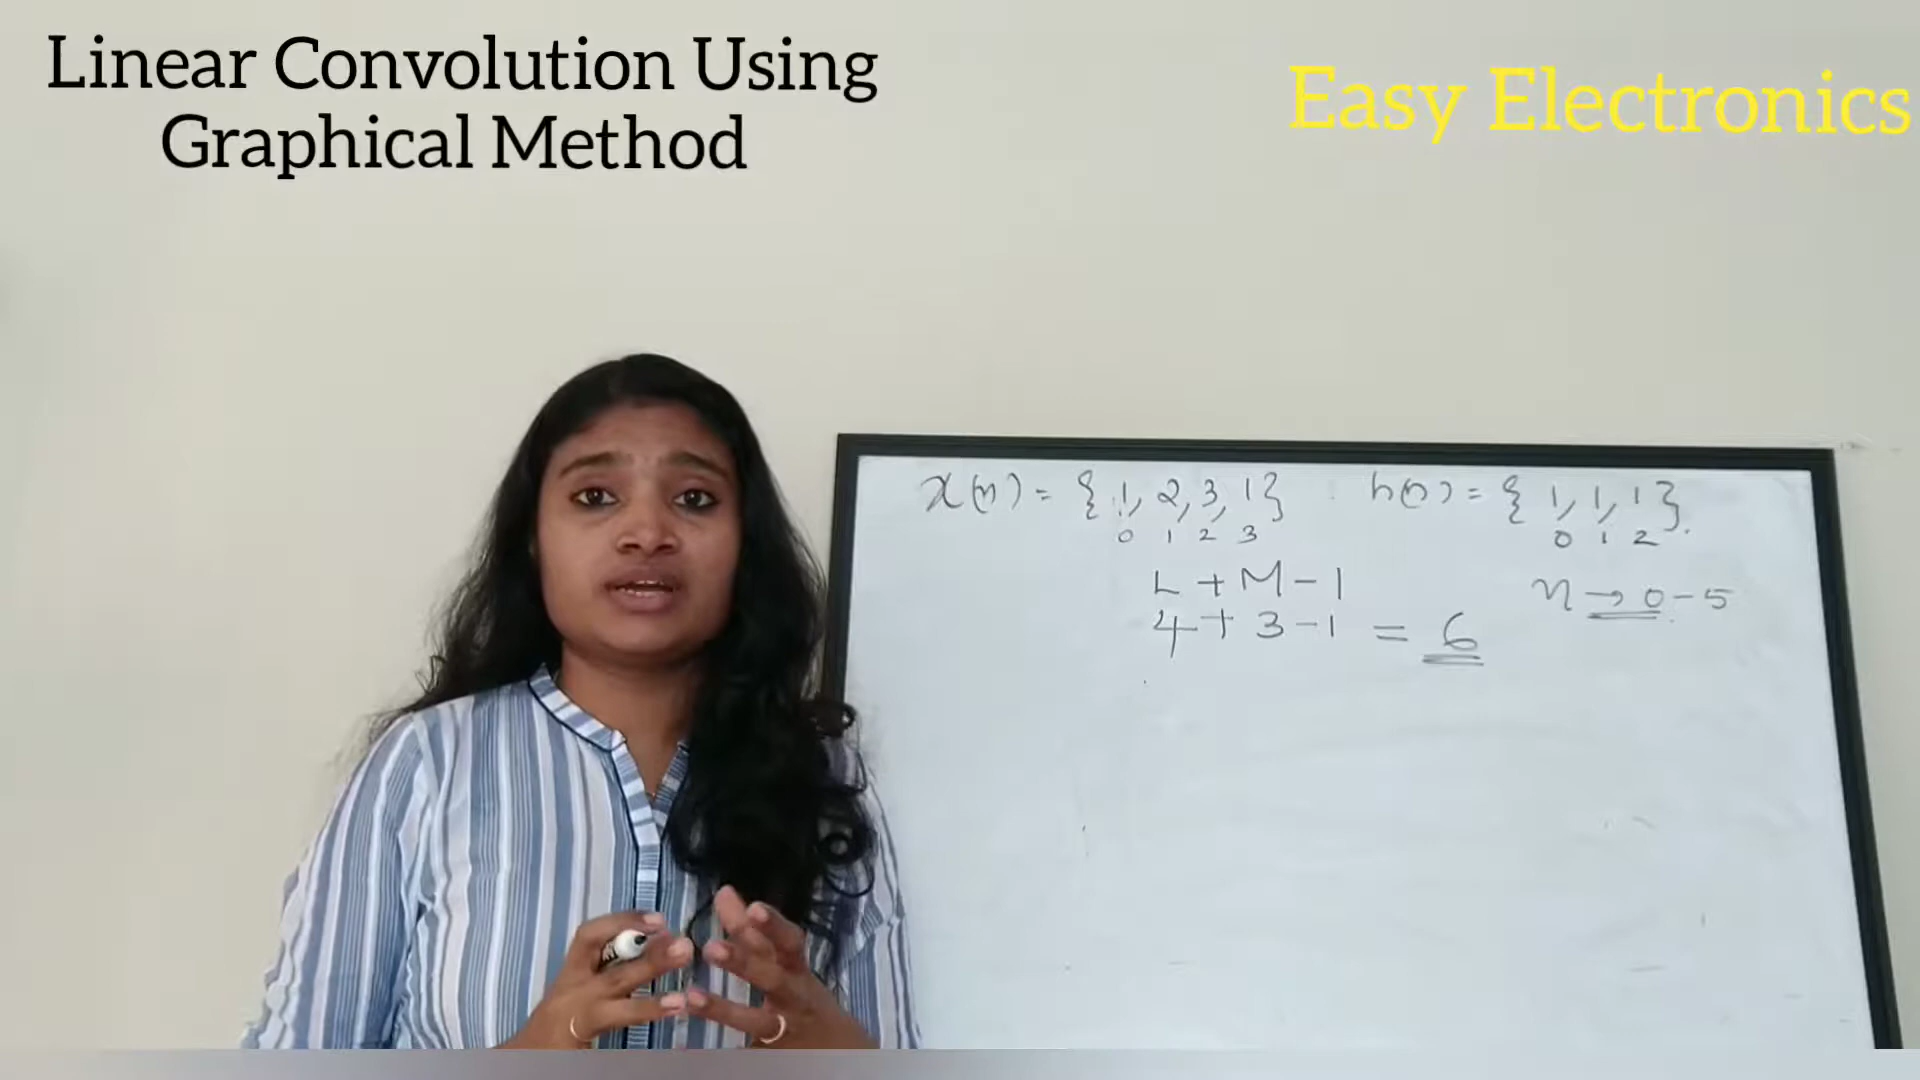 Linear Convolution Using
Graphical Method
Easy Electronics
x(n) = {1, 2, 3, 1} h(n) = {1, 1, 1}.
0 1 2 3 0 1 2
L + M - 1
n → 0 - 5
4 + 3 - 1 = 6